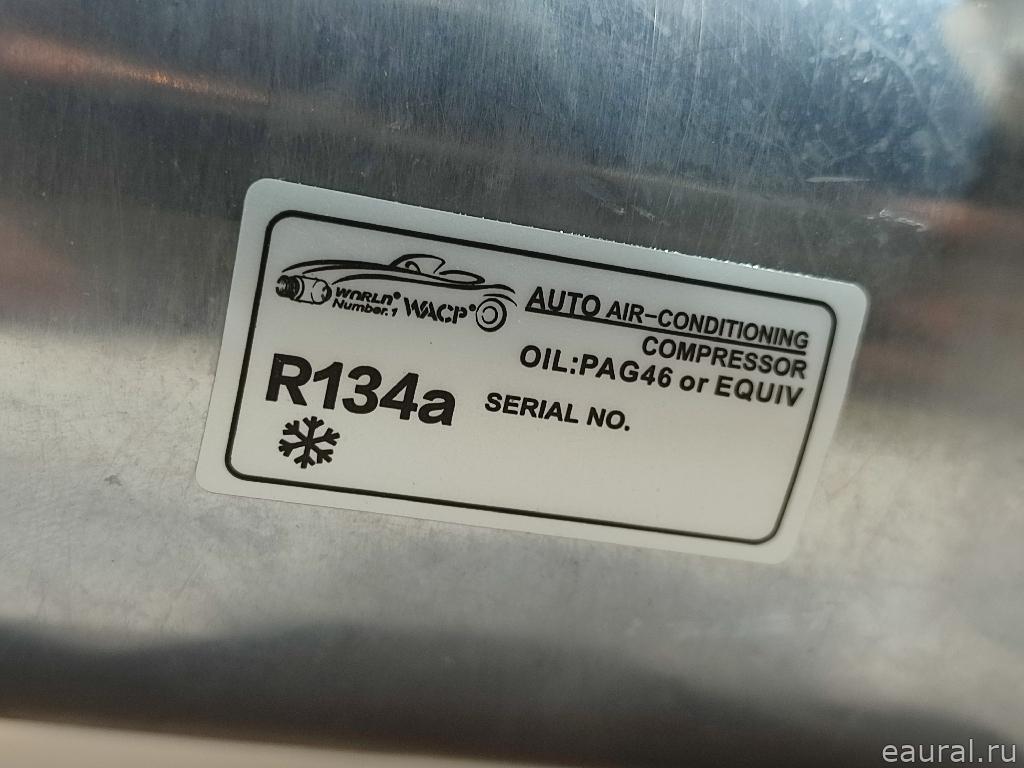 WORLD® WACP®
Number.1
AUTO AIR-CONDITIONING
COMPRESSOR
OIL:PAG46 or EQUIV
R134a
SERIAL NO.
eaural.ru